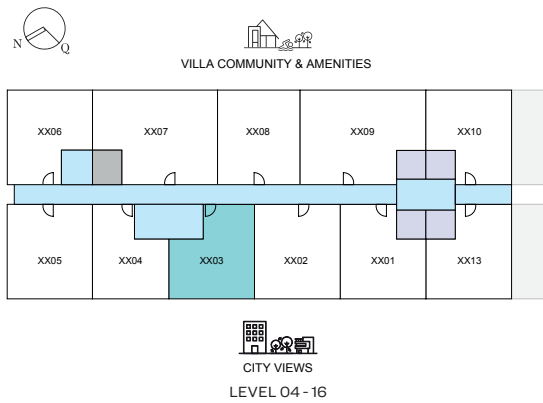 N
Q
VILLA COMMUNITY & AMENITIES
XX06 XX07 XX08 XX09 XX10
XX05 XX04 XX03 XX02 XX01 XX13
CITY VIEWS
LEVEL 04 - 16